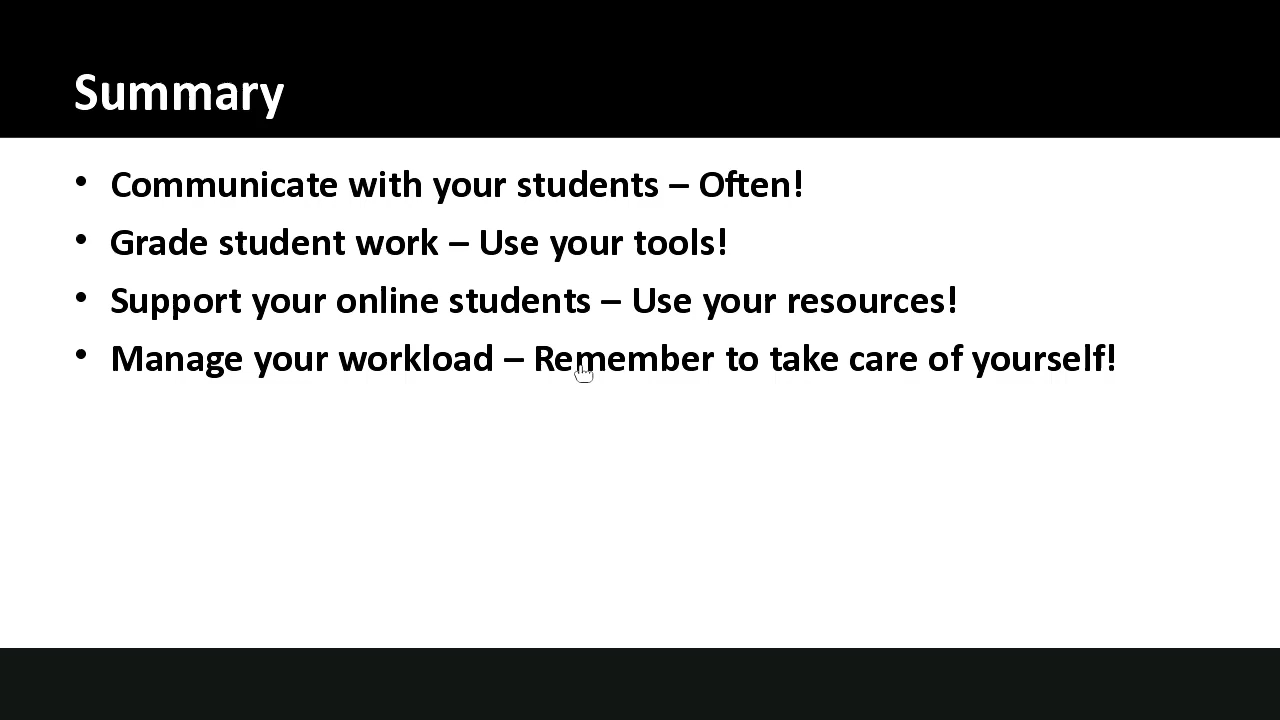 Summary
• Communicate with your students – Often!
• Grade student work – Use your tools!
• Support your online students – Use your resources!
• Manage your workload – Remember to take care of yourself!